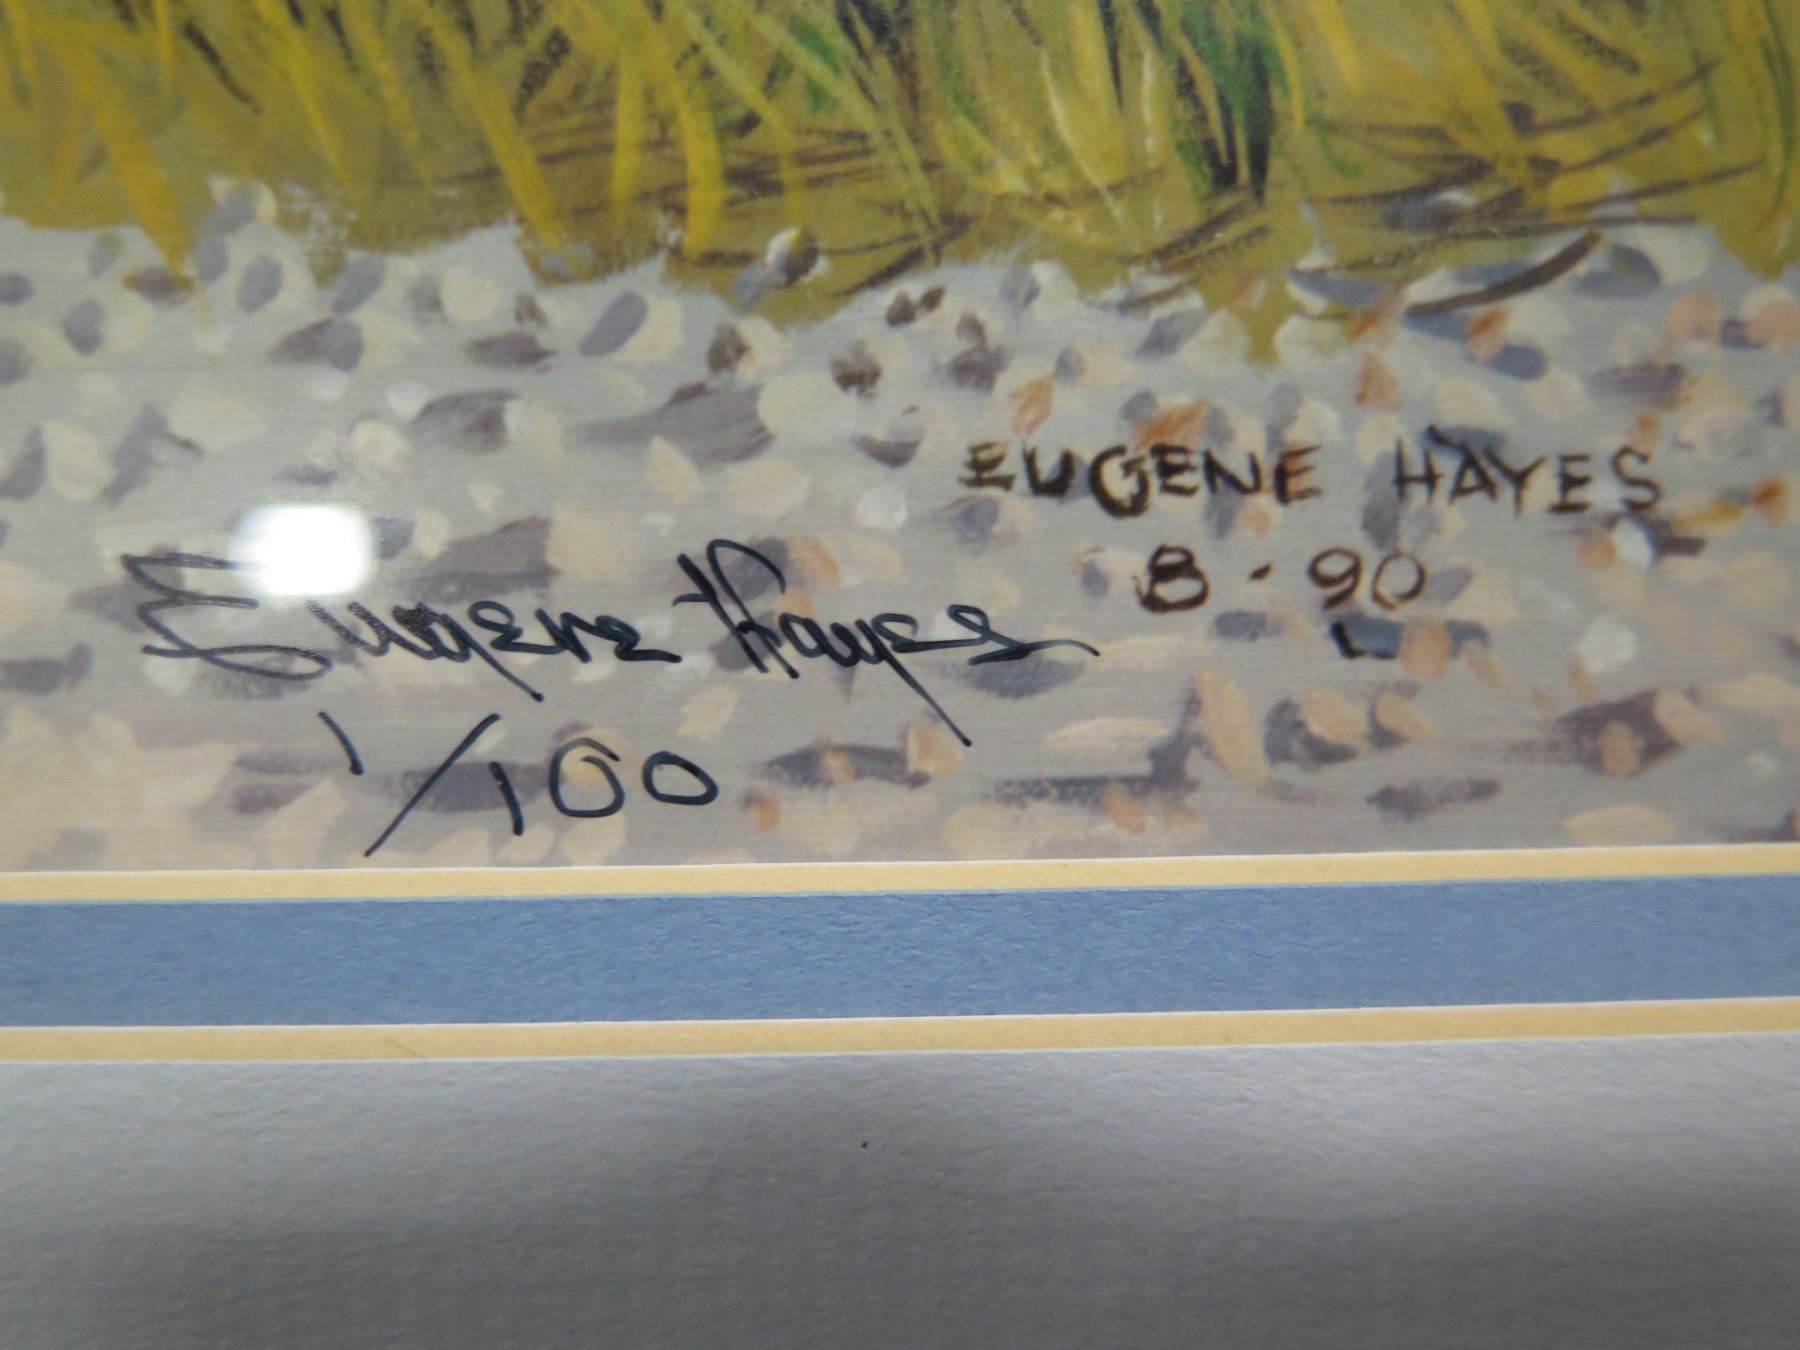 EUGENE HAYES
8 · 90
Eugene Hayes
1/100